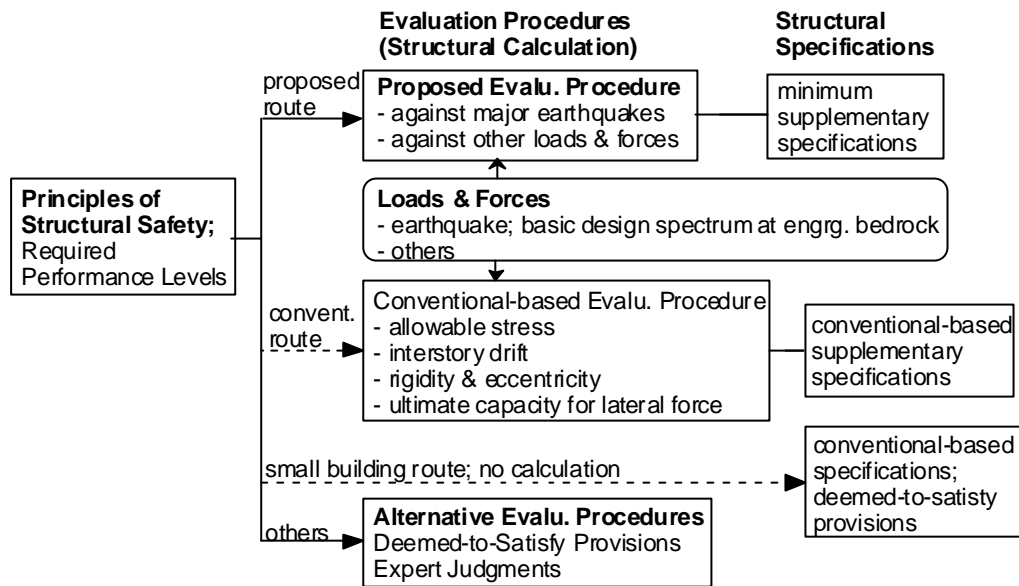 Evaluation Procedures
(Structural Calculation)
Structural
Specifications
proposed
route
Proposed Evalu. Procedure
- against major earthquakes
- against other loads & forces
minimum
supplementary
specifications
Principles of
Structural Safety;
Required
Performance Levels
Loads & Forces
- earthquake; basic design spectrum at engrg. bedrock
- others
convent.
route
Conventional-based Evalu. Procedure
- allowable stress
- interstory drift
- rigidity & eccentricity
- ultimate capacity for lateral force
conventional-based
supplementary
specifications
small building route; no calculation
conventional-based
specifications;
deemed-to-satisty
provisions
others
Alternative Evalu. Procedures
Deemed-to-Satisfy Provisions
Expert Judgments